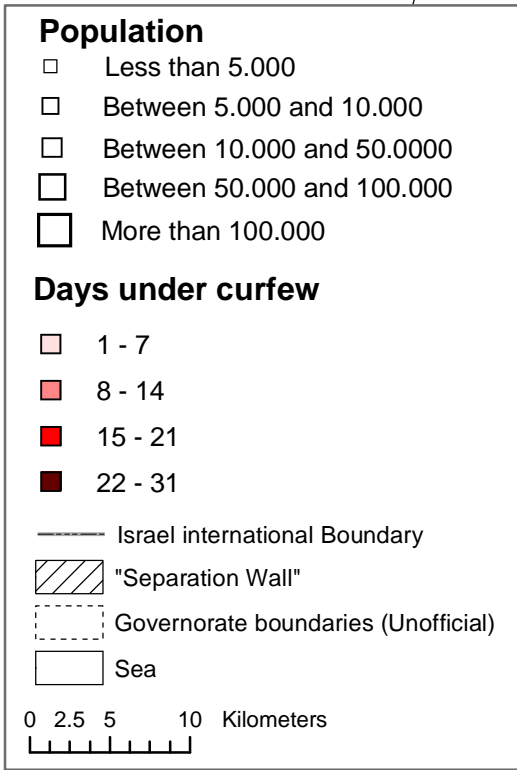 Population
Less than 5.000
Between 5.000 and 10.000
Between 10.000 and 50.0000
Between 50.000 and 100.000
More than 100.000
Days under curfew
1 - 7
8 - 14
15 - 21
22 - 31
Israel international Boundary
"Separation Wall"
Governorate boundaries (Unofficial)
Sea
0 2.5 5 10 Kilometers